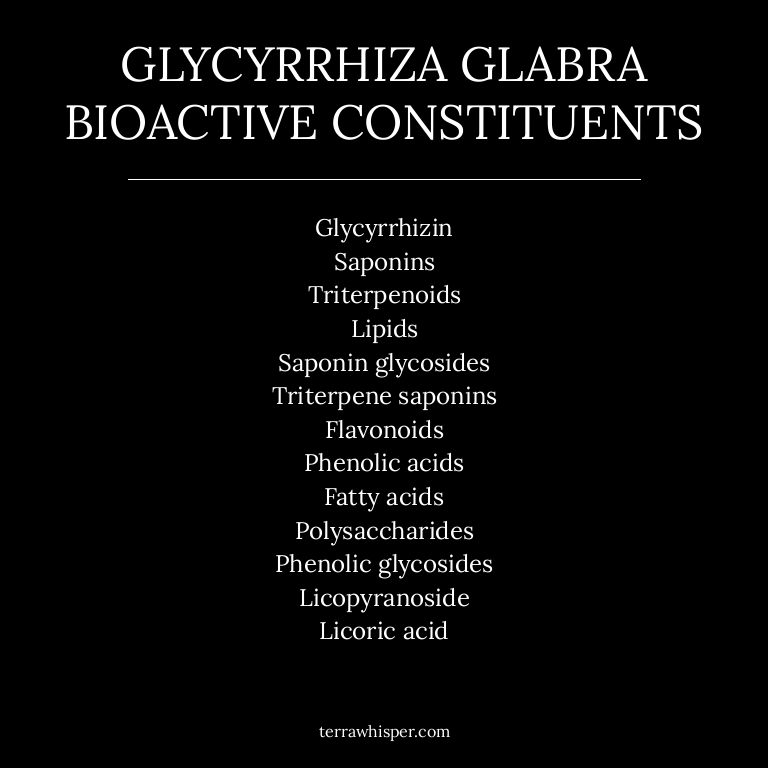 GLYCYRRHIZA GLABRA
BIOACTIVE CONSTITUENTS
Glycyrrhizin
Saponins
Triterpenoids
Lipids
Saponin glycosides
Triterpene saponins
Flavonoids
Phenolic acids
Fatty acids
Polysaccharides
Phenolic glycosides
Licopyranoside
Licoric acid
terrawhisper.com